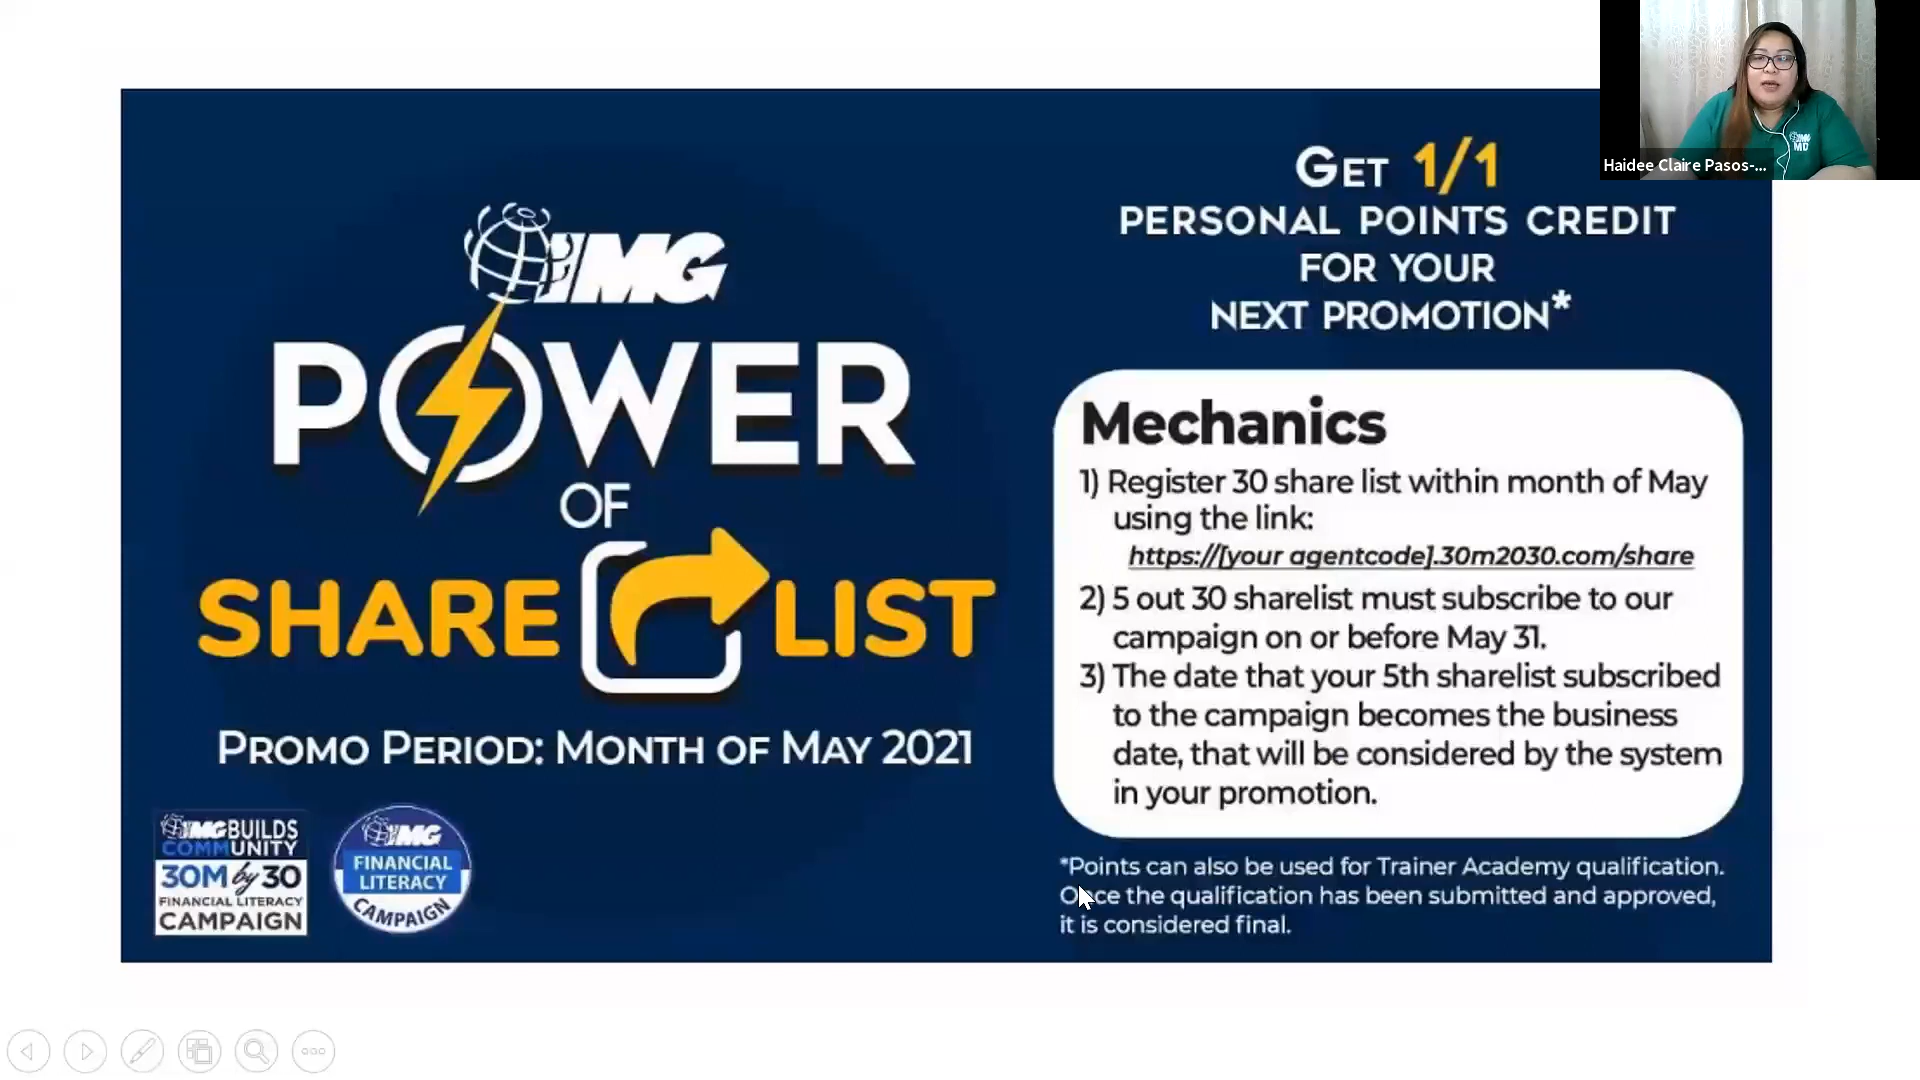 IMG
POWER
OF
SHARE LIST
PROMO PERIOD: MONTH OF MAY 2021
IMG BUILDS
COMMUNITY
30M by 30
FINANCIAL LITERACY
CAMPAIGN
IMG
FINANCIAL
LITERACY
CAMPAIGN
GET 1/1
PERSONAL POINTS CREDIT
FOR YOUR
NEXT PROMOTION*
Mechanics
1) Register 30 share list within month of May
using the link:
https://[your agentcode].30m2030.com/share
2) 5 out 30 sharelist must subscribe to our
campaign on or before May 31.
3) The date that your 5th sharelist subscribed
to the campaign becomes the business
date, that will be considered by the system
in your promotion.
*Points can also be used for Trainer Academy qualification.
Once the qualification has been submitted and approved,
it is considered final.
IMG
MD
Haidee Claire Pasos-...